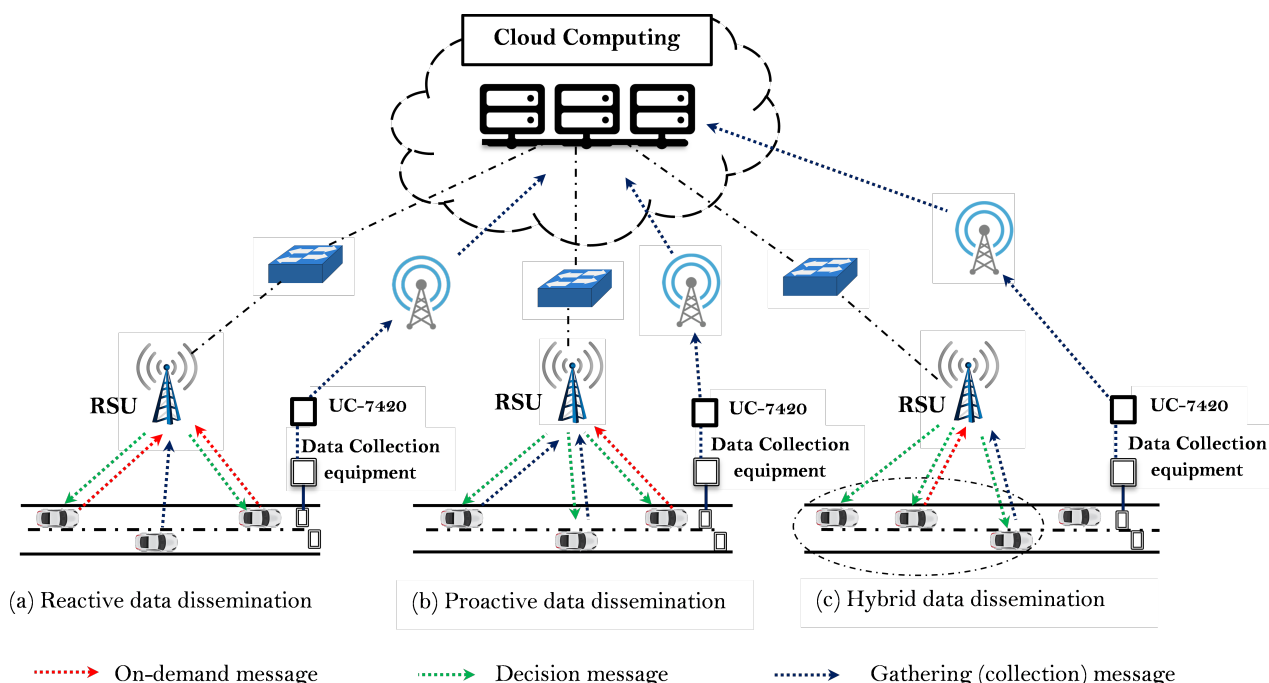 Cloud Computing
RSU
UC-7420
Data Collection
equipment
RSU
UC-7420
Data Collection
equipment
RSU
UC-7420
Data Collection
equipment
(a) Reactive data dissemination
(b) Proactive data dissemination
(c) Hybrid data dissemination
On-demand message
Decision message
Gathering (collection) message